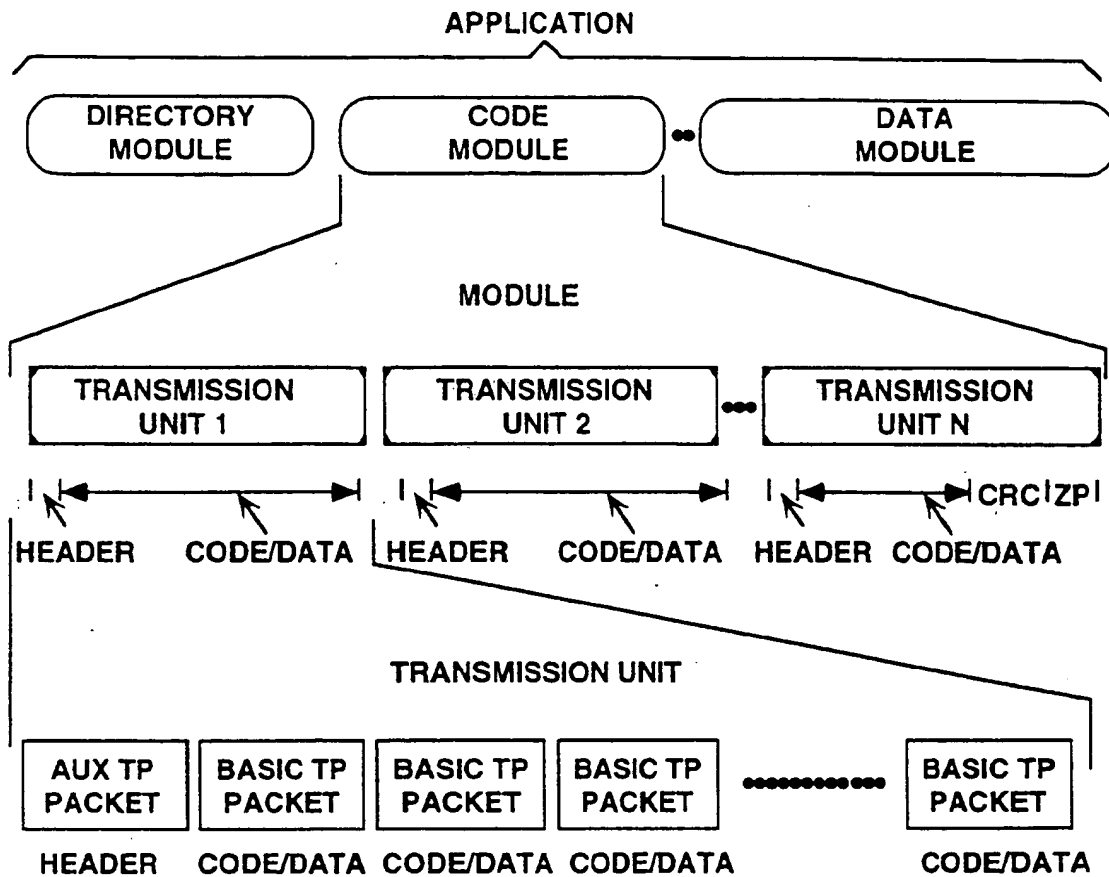 APPLICATION
DIRECTORY
MODULE
CODE
MODULE
DATA
MODULE
MODULE
TRANSMISSION
UNIT 1
TRANSMISSION
UNIT 2
TRANSMISSION
UNIT N
CRC ZP
HEADER CODE/DATA HEADER CODE/DATA HEADER CODE/DATA
TRANSMISSION UNIT
AUX TP
PACKET
BASIC TP
PACKET
BASIC TP
PACKET
BASIC TP
PACKET
BASIC TP
PACKET
HEADER CODE/DATA CODE/DATA CODE/DATA CODE/DATA